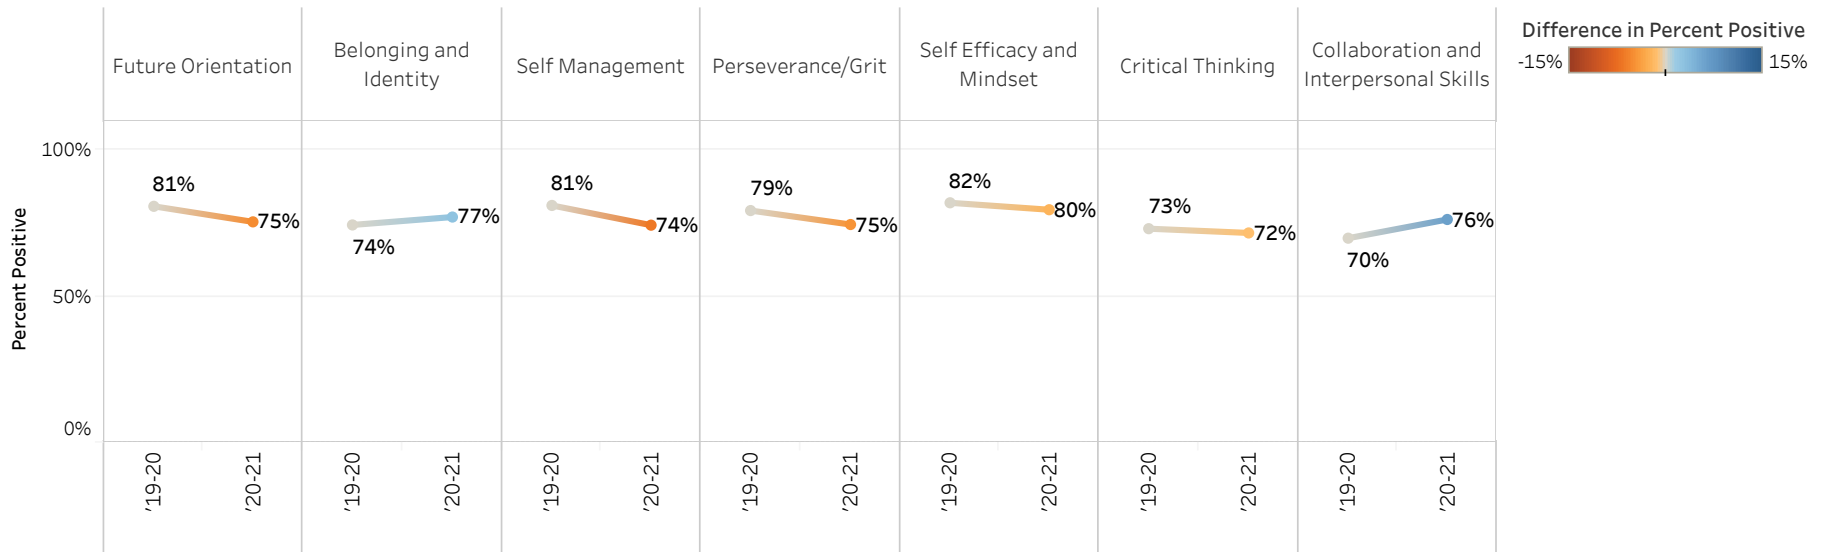 Difference in Percent Positive
-15% 15%
Future Orientation
Belonging and
Identity
Self Management
Perseverance/Grit
Self Efficacy and
Mindset
Critical Thinking
Collaboration and
Interpersonal Skills
Percent Positive
100%
50%
0%
81%
75%
74%
77%
81%
74%
79%
75%
82%
80%
73%
72%
70%
76%
'19-20
'20-21
'19-20
'20-21
'19-20
'20-21
'19-20
'20-21
'19-20
'20-21
'19-20
'20-21
'19-20
'20-21